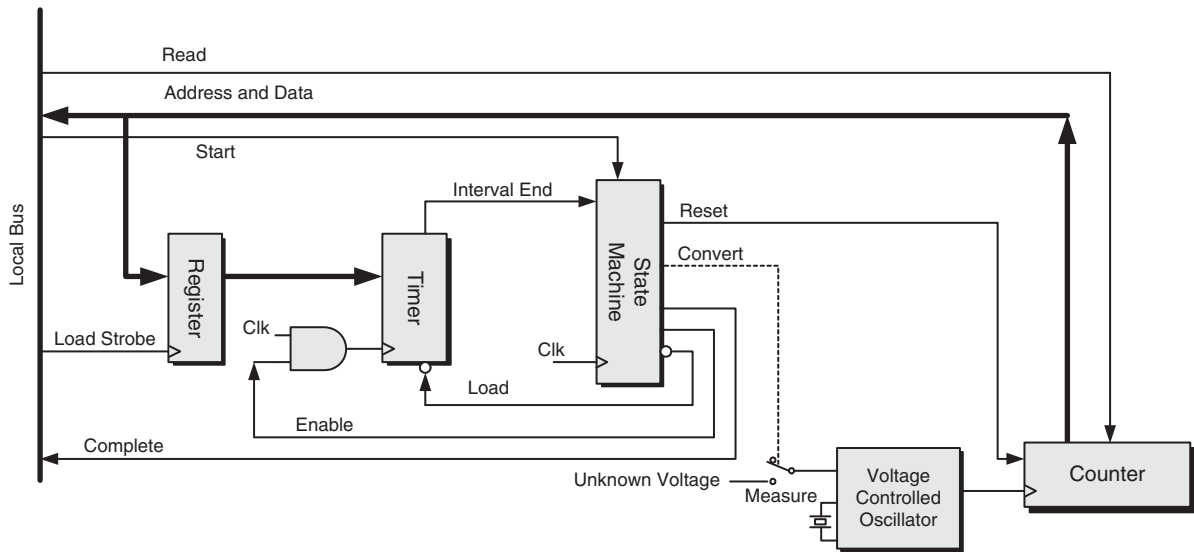 Read
Address and Data
Start
Local Bus
Interval End
Reset
Convert
Register
Timer
State
Machine
Load Strobe
Clk
Clk
Load
Enable
Complete
Unknown Voltage
Measure
Voltage
Controlled
Oscillator
Counter